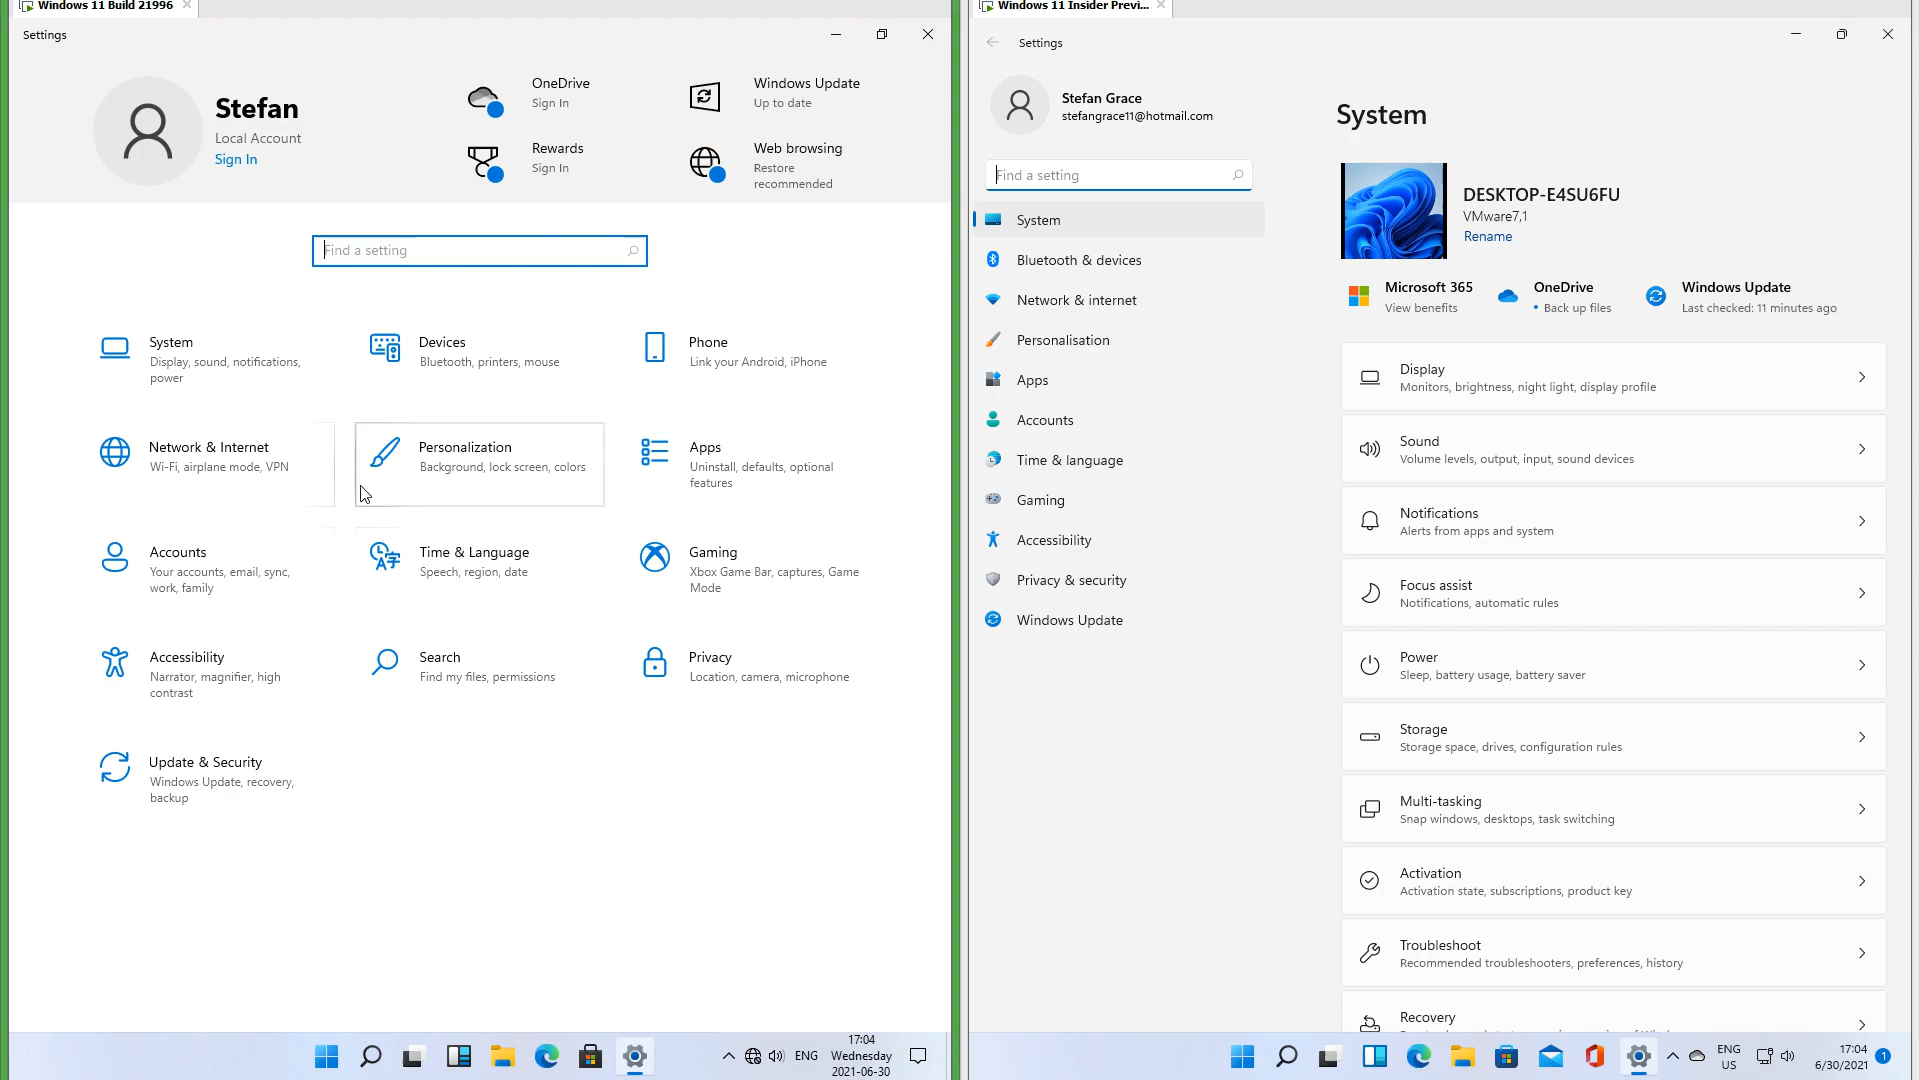 Windows 11 Build 21996
Settings
Stefan
Local Account
Sign In
OneDrive
Sign In
Windows Update
Up to date
Rewards
Sign In
Web browsing
Restore
recommended
Find a setting
System
Display, sound, notifications,
power
Devices
Bluetooth, printers, mouse
Phone
Link your Android, iPhone
Network & Internet
Wi-Fi, airplane mode, VPN
Personalization
Background, lock screen, colors
Apps
Uninstall, defaults, optional
features
Accounts
Your accounts, email, sync,
work, family
Time & Language
Speech, region, date
Gaming
Xbox Game Bar, captures, Game
Mode
Accessibility
Narrator, magnifier, high
contrast
Search
Find my files, permissions
Privacy
Location, camera, microphone
Update & Security
Windows Update, recovery,
backup
ENG
17:04
Wednesday
2021-06-30
Windows 11 Insider Previ...
Settings
Stefan Grace
stefangrace11@hotmail.com
Find a setting
System
Bluetooth & devices
Network & internet
Personalisation
Apps
Accounts
Time & language
Gaming
Accessibility
Privacy & security
Windows Update
System
DESKTOP-E4SU6FU
VMware7,1
Rename
Microsoft 365
View benefits
OneDrive
• Back up files
Windows Update
Last checked: 11 minutes ago
Display
Monitors, brightness, night light, display profile
Sound
Volume levels, output, input, sound devices
Notifications
Alerts from apps and system
Focus assist
Notifications, automatic rules
Power
Sleep, battery usage, battery saver
Storage
Storage space, drives, configuration rules
Multi-tasking
Snap windows, desktops, task switching
Activation
Activation state, subscriptions, product key
Troubleshoot
Recommended troubleshooters, preferences, history
Recovery
ENG
US
17:04
6/30/2021
1